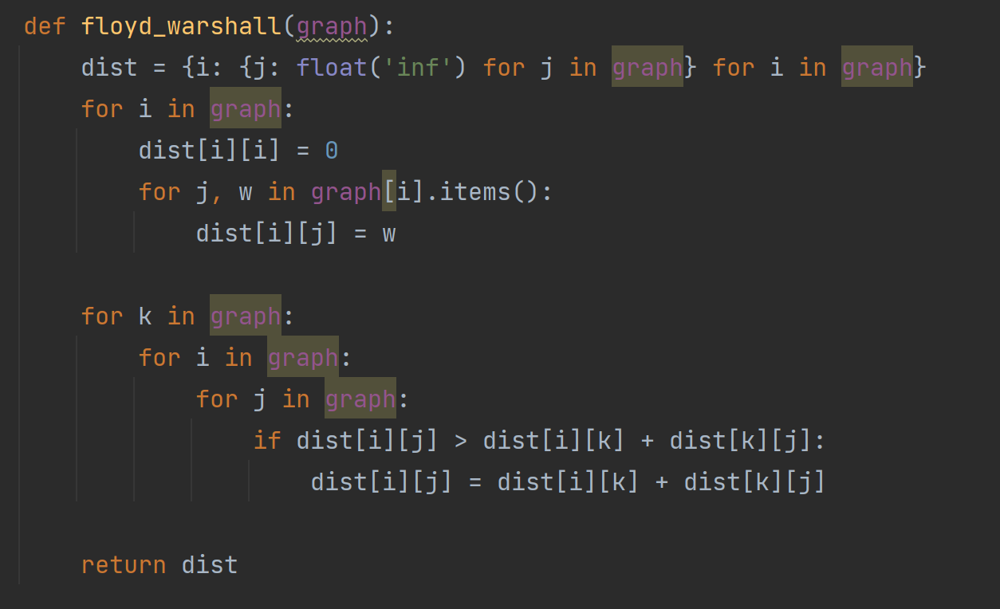 def floyd_warshall(graph):
    dist = {i: {j: float('inf') for j in graph} for i in graph}
    for i in graph:
        dist[i][i] = 0
        for j, w in graph[i].items():
            dist[i][j] = w
    for k in graph:
        for i in graph:
            for j in graph:
                if dist[i][j] > dist[i][k] + dist[k][j]:
                    dist[i][j] = dist[i][k] + dist[k][j]
    return dist